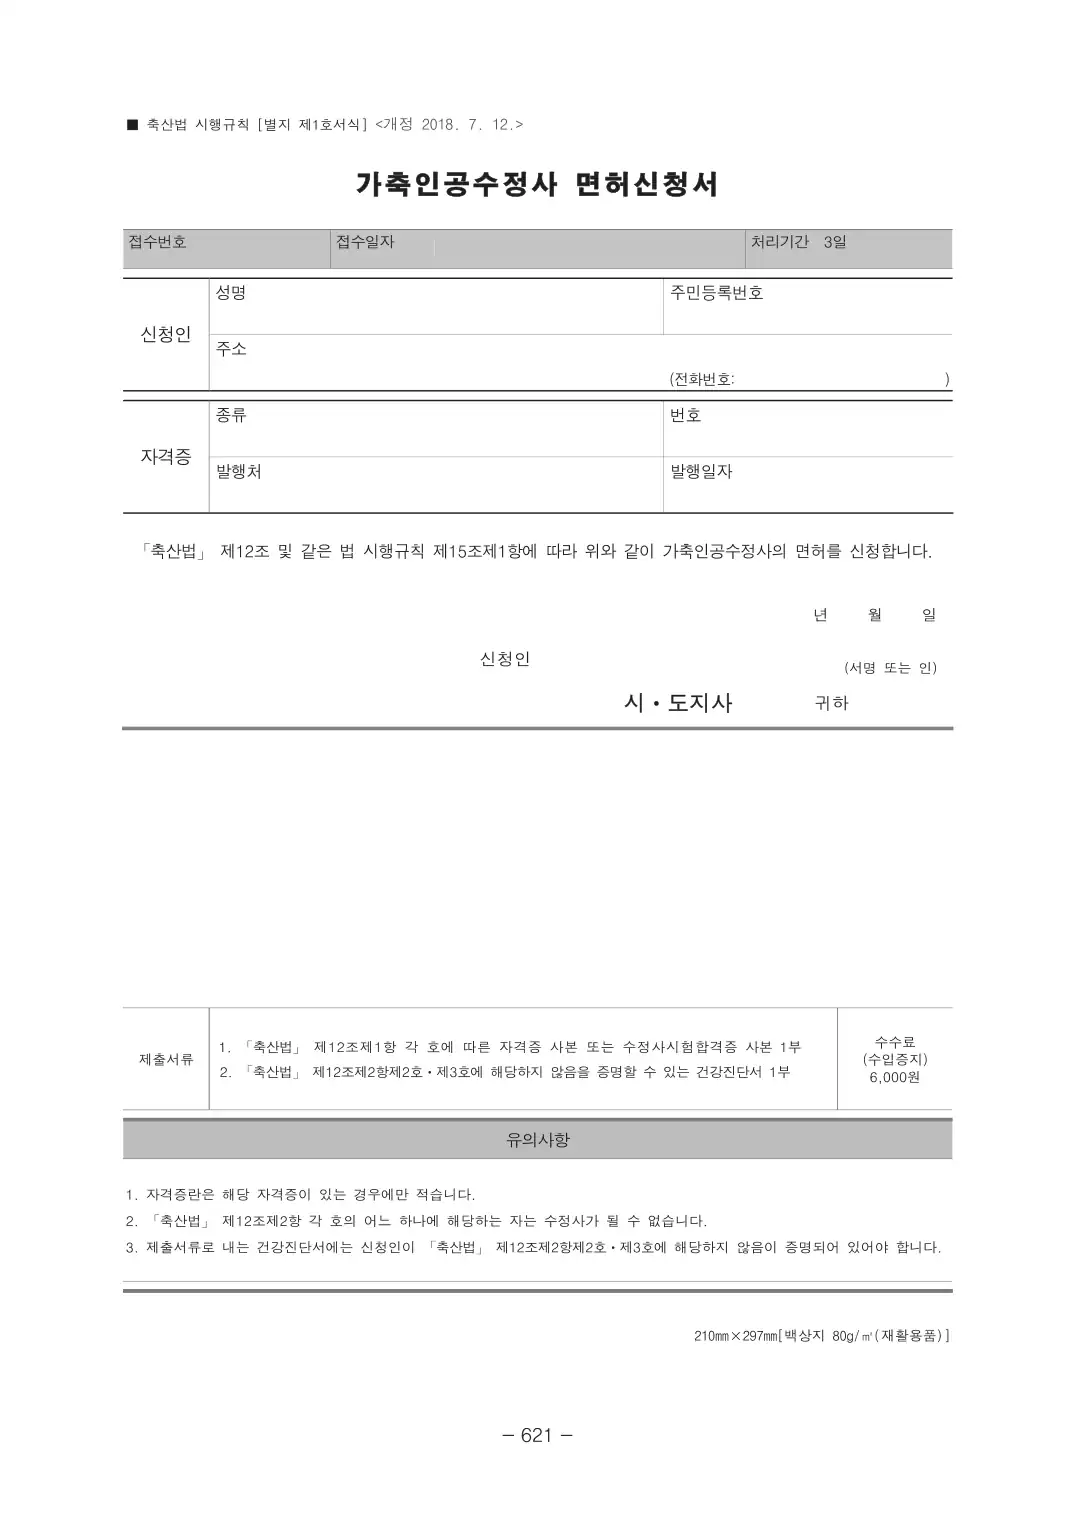 ■ 축산법 시행규칙 [별지 제1호서식] <개정 2018. 7. 12.>
가축인공수정사 면허신청서
접수번호 접수일자 처리기간 3일
신청인
성명 주민등록번호
주소
(전화번호: )
자격증
종류 번호
발행처 발행일자
「축산법」 제12조 및 같은 법 시행규칙 제15조제1항에 따라 위와 같이 가축인공수정사의 면허를 신청합니다.
년 월 일
신청인 (서명 또는 인)
시·도지사 귀하
제출서류
1. 「축산법」 제12조제1항 각 호에 따른 자격증 사본 또는 수정사시험합격증 사본 1부
2. 「축산법」 제12조제2항제2호·제3호에 해당하지 않음을 증명할 수 있는 건강진단서 1부
수수료
(수입증지)
6,000원
유의사항
1. 자격증란은 해당 자격증이 있는 경우에만 적습니다.
2. 「축산법」 제12조제2항 각 호의 어느 하나에 해당하는 자는 수정사가 될 수 없습니다.
3. 제출서류로 내는 건강진단서에는 신청인이 「축산법」 제12조제2항제2호·제3호에 해당하지 않음이 증명되어 있어야 합니다.
210㎜×297㎜[백상지 80g/㎡(재활용품)]
- 621 -